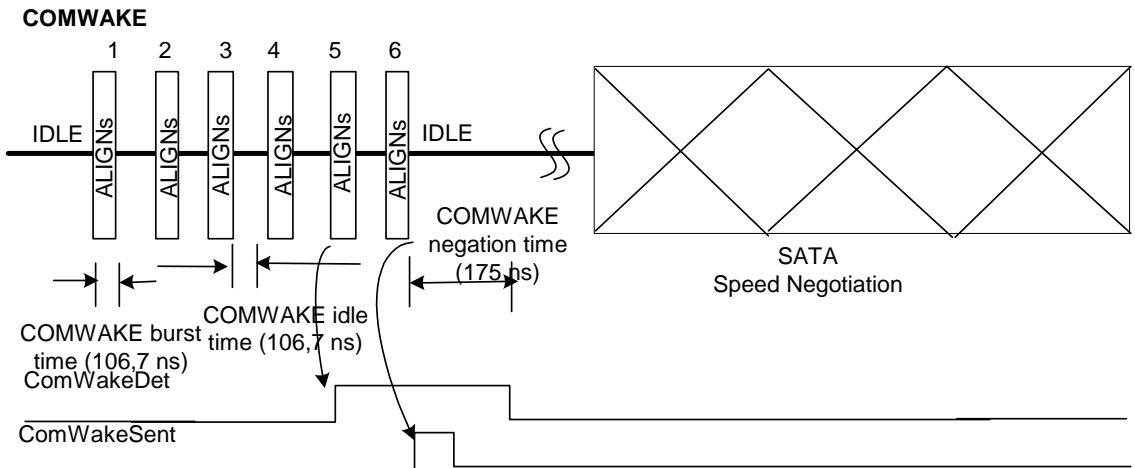 COMWAKE
1 2 3 4 5 6
IDLE
ALIGNs
ALIGNs
ALIGNs
ALIGNs
ALIGNs
ALIGNs
IDLE
COMWAKE
negation time
(175 ns)
SATA
Speed Negotiation
COMWAKE burst
time (106,7 ns)
COMWAKE idle
time (106,7 ns)
ComWakeDet
ComWakeSent